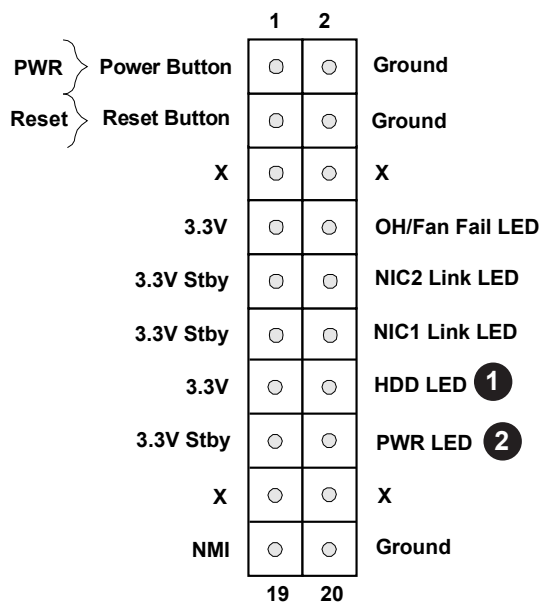 1 2
PWR Power Button Ground
Reset Reset Button Ground
X X
3.3V OH/Fan Fail LED
3.3V Stby NIC2 Link LED
3.3V Stby NIC1 Link LED
3.3V HDD LED 1
3.3V Stby PWR LED 2
X X
NMI Ground
19 20